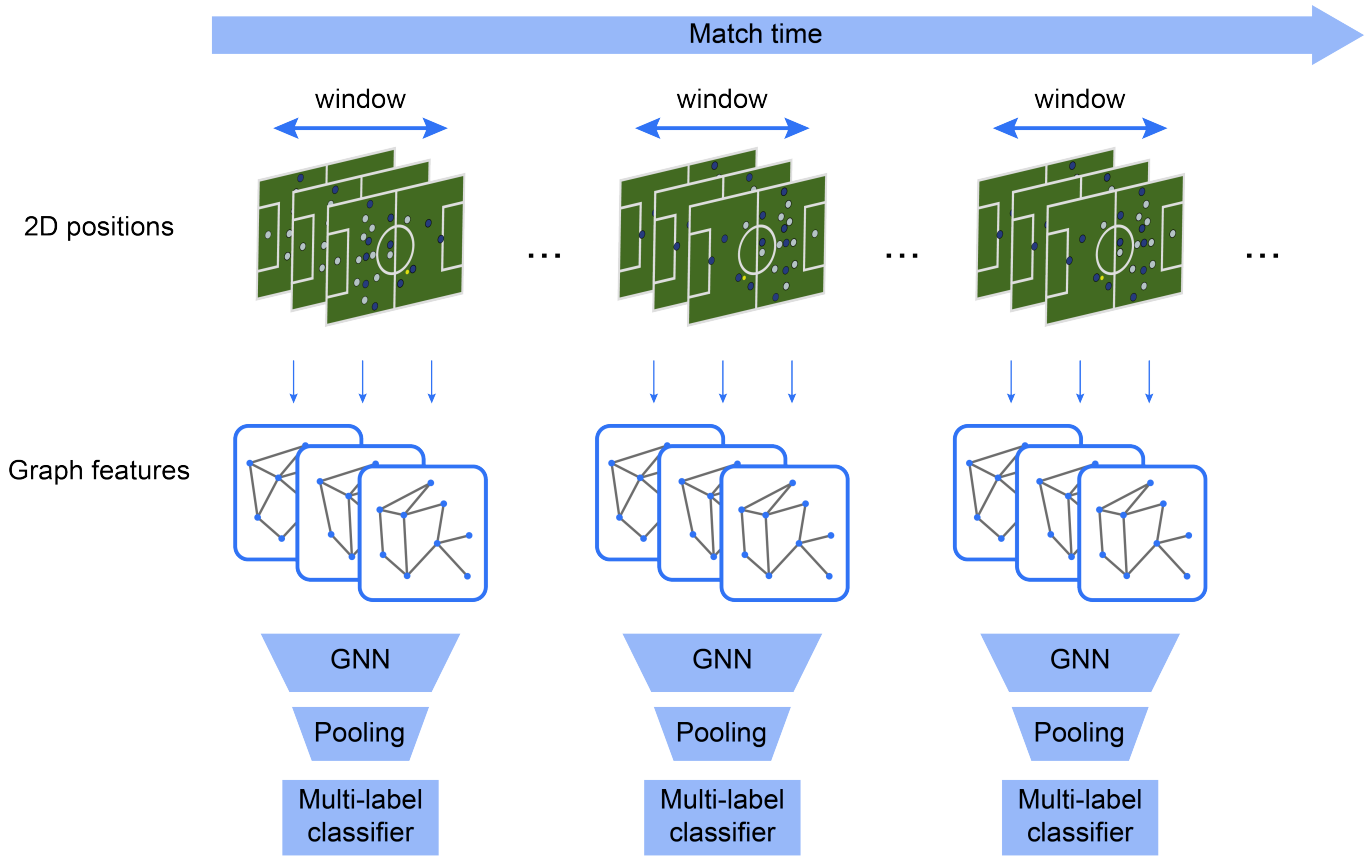 Match time
window
window
window
2D positions
...
...
...
Graph features
GNN
GNN
GNN
Pooling
Pooling
Pooling
Multi-label
classifier
Multi-label
classifier
Multi-label
classifier